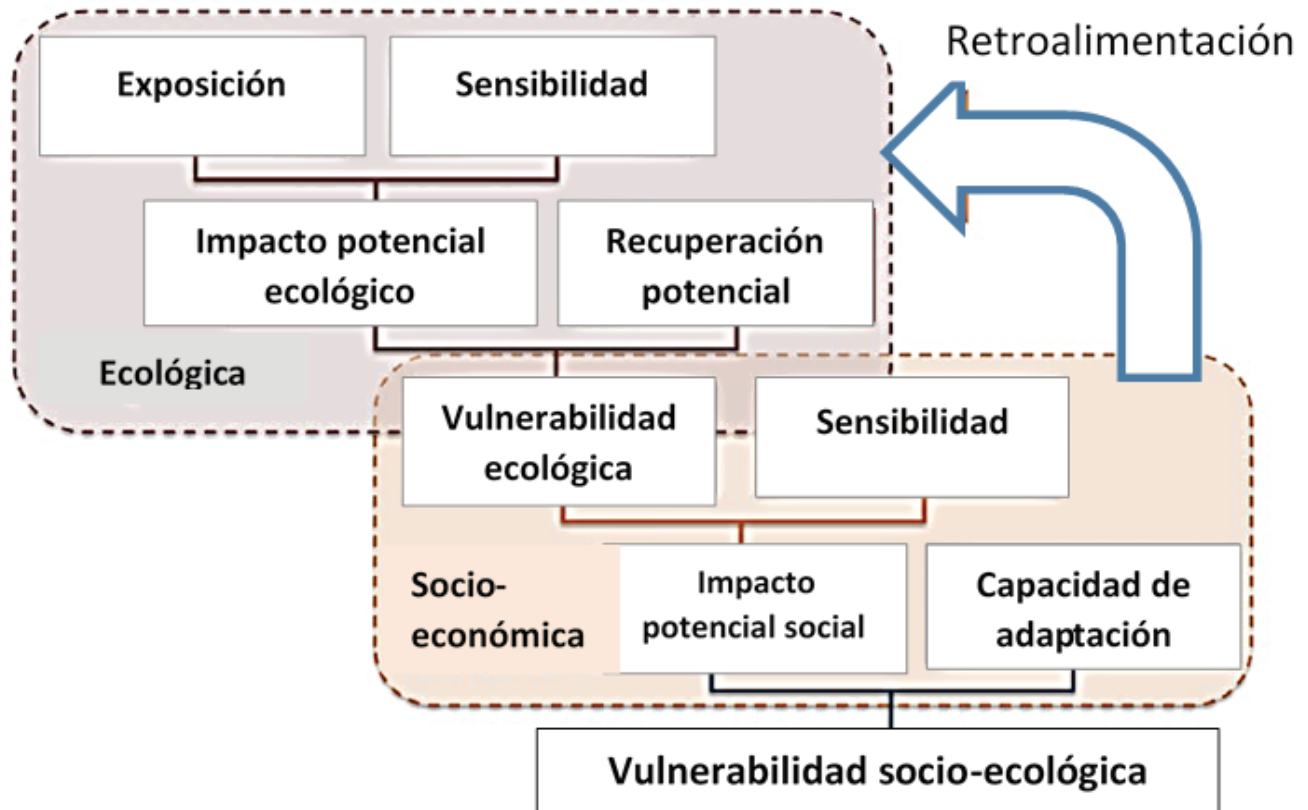 Retroalimentación
Exposición
Sensibilidad
Impacto potencial
ecológico
Recuperación
potencial
Ecológica
Vulnerabilidad
ecológica
Sensibilidad
Socio-
económica
Impacto
potencial social
Capacidad de
adaptación
Vulnerabilidad socio-ecológica